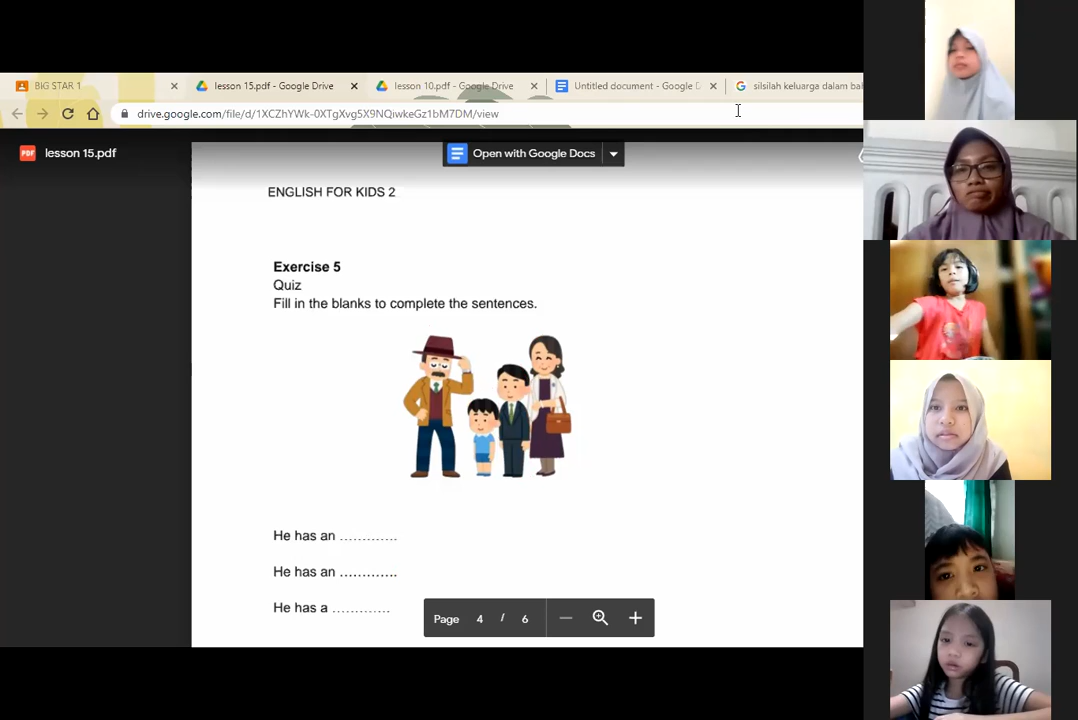 BIG STAR 1
lesson 15.pdf - Google Drive
lesson 10.pdf - Google Drive
Untitled document - Google D
silsilah keluarga dalam bah
drive.google.com/file/d/1XCZhYWk-0XTgXvg5X9NQiwkeGz1bM7DM/view
PDF lesson 15.pdf
Open with Google Docs
ENGLISH FOR KIDS 2
Exercise 5
Quiz
Fill in the blanks to complete the sentences.
He has an .............
He has an .............
He has a .............
Page 4 / 6